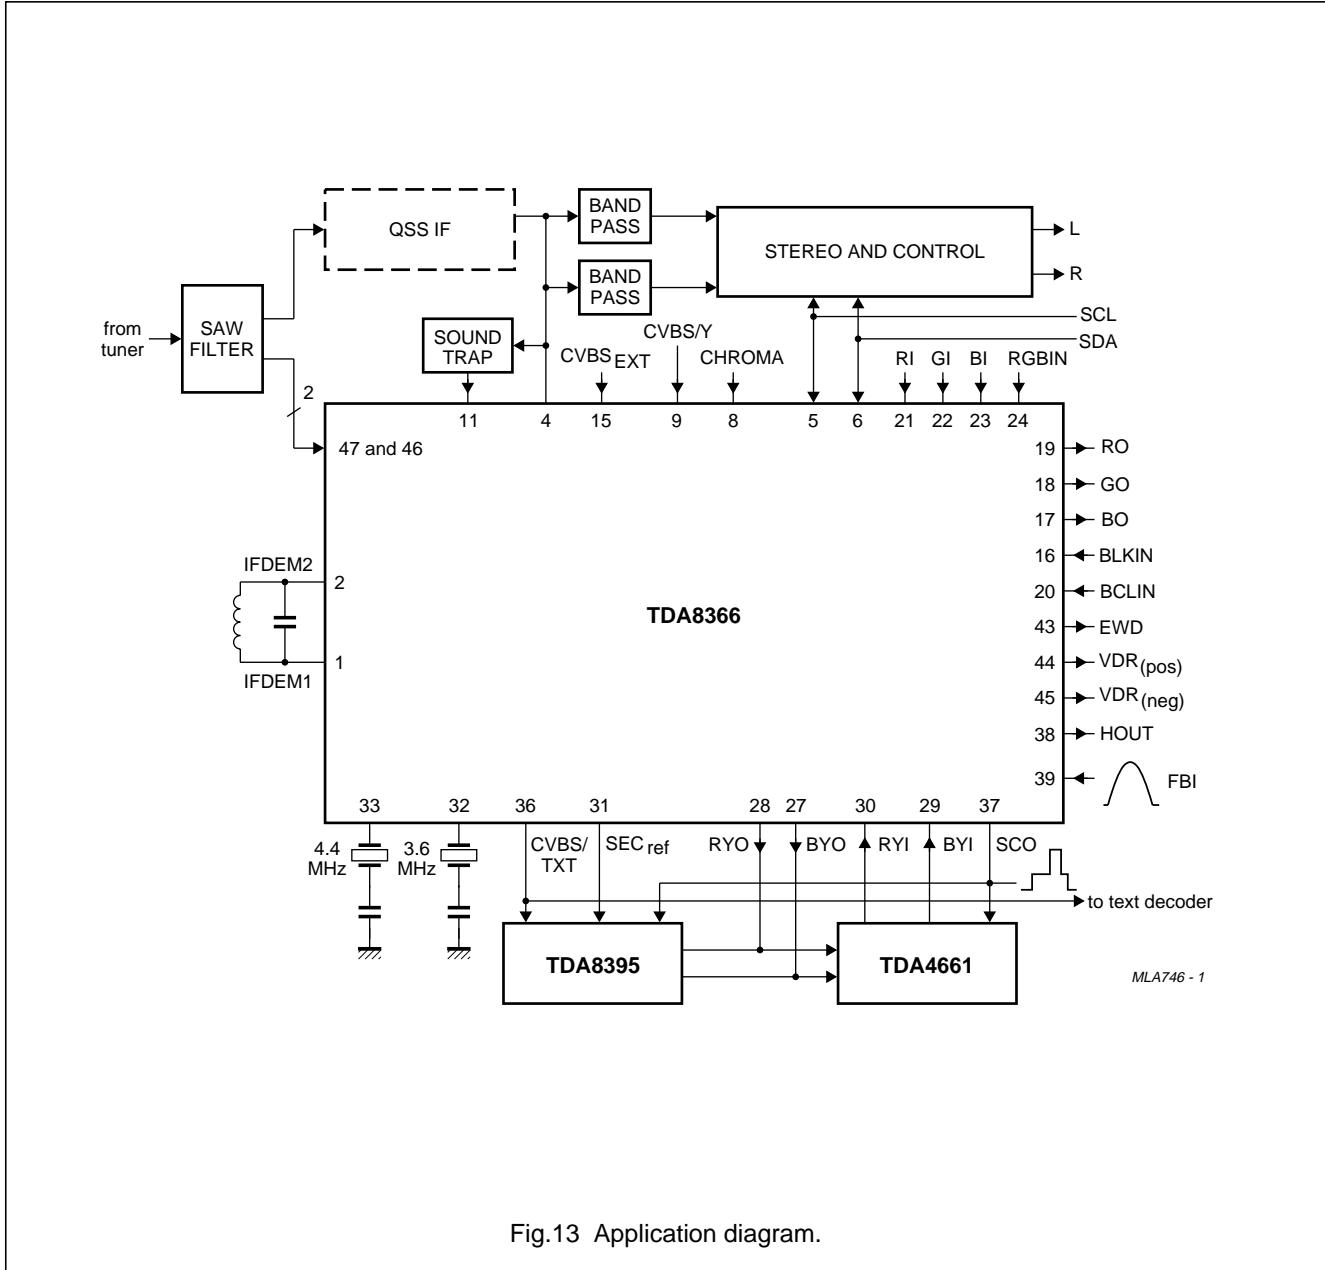 QSS IF
BAND
PASS
STEREO AND CONTROL
L
R
BAND
PASS
from
tuner
SAW
FILTER
SOUND
TRAP
CVBS EXT
CVBS/Y
CHROMA
SCL
SDA
RI
GI
BI
RGBIN
2
11
4
15
9
8
5
6
21
22
23
24
47 and 46
19
RO
18
GO
17
BO
16
BLKIN
20
BCLIN
43
EWD
44
VDR (pos)
45
VDR (neg)
38
HOUT
39
FBI
IFDEM2
2
1
IFDEM1
TDA8366
33
32
36
31
28
27
30
29
37
4.4
MHz
3.6
MHz
CVBS/
TXT
SEC ref
RYO
BYO
RYI
BYI
SCO
to text decoder
TDA8395
TDA4661
MLA746 - 1
Fig.13 Application diagram.